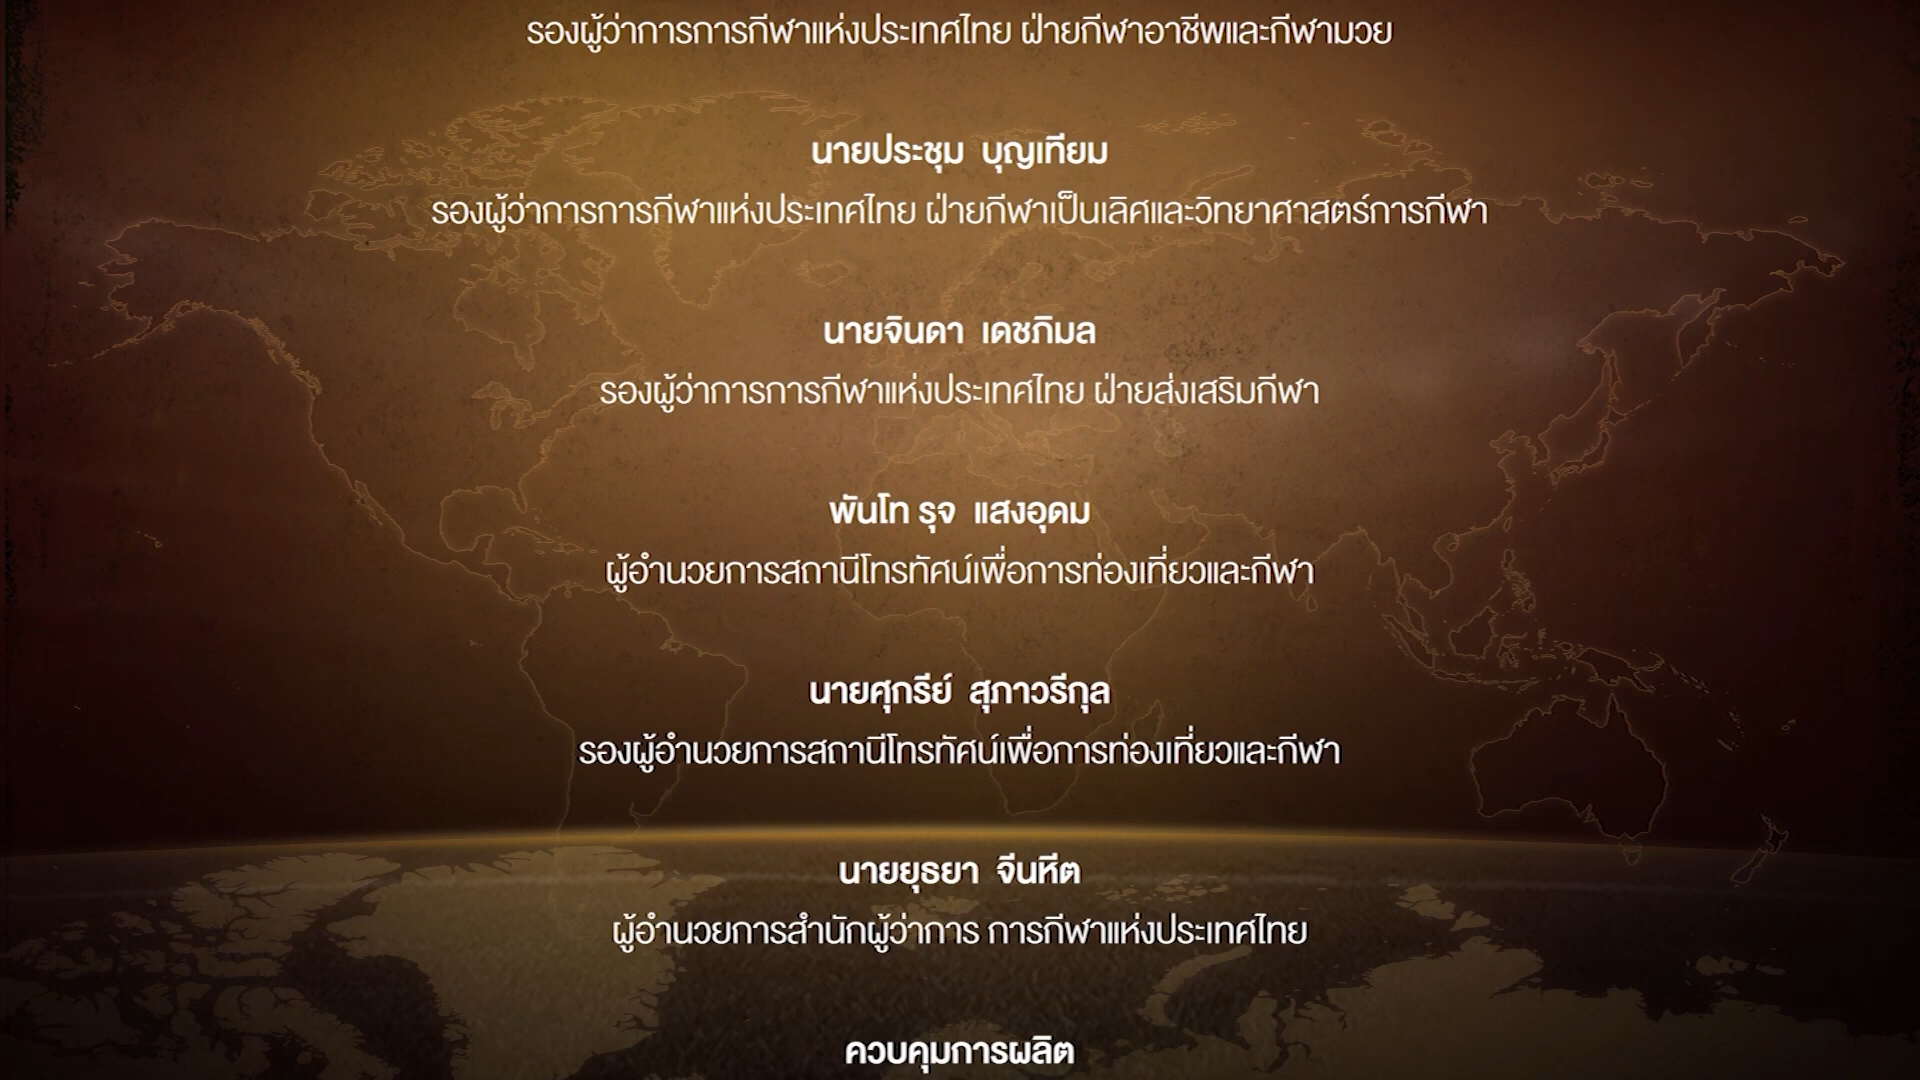 รองผู้ว่าการการกีฬาแห่งประเทศไทย ฝ่ายกีฬาอาชีพและกีฬามวย
นายประชุม บุญเทียม
รองผู้ว่าการการกีฬาแห่งประเทศไทย ฝ่ายกีฬาเป็นเลิศและวิทยาศาสตร์การกีฬา
นายจินดา เดชภิมล
รองผู้ว่าการการกีฬาแห่งประเทศไทย ฝ่ายส่งเสริมกีฬา
พันโท รุจ แสงอุดม
ผู้อำนวยการสถานีโทรทัศน์เพื่อการท่องเที่ยวและกีฬา
นายศุกรีย์ สุภาวรีกุล
รองผู้อำนวยการสถานีโทรทัศน์เพื่อการท่องเที่ยวและกีฬา
นายยุธยา จีนหีต
ผู้อำนวยการสำนักผู้ว่าการ การกีฬาแห่งประเทศไทย
ควบคุมการผลิต